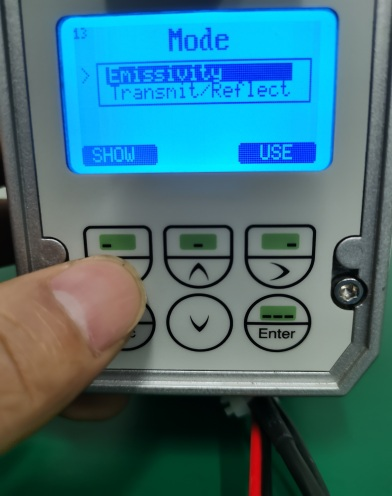 13
Mode
Emissivity
Transmit/Reflect
SHOW
USE
Enter